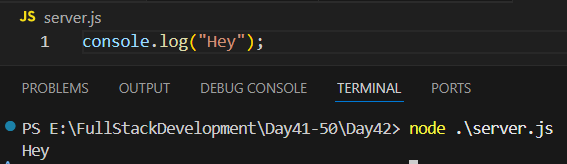 JS server.js
1 console.log("Hey");
PROBLEMS OUTPUT DEBUG CONSOLE TERMINAL PORTS
PS E:\FullStackDevelopment\Day41-50\Day42> node .\server.js
Hey